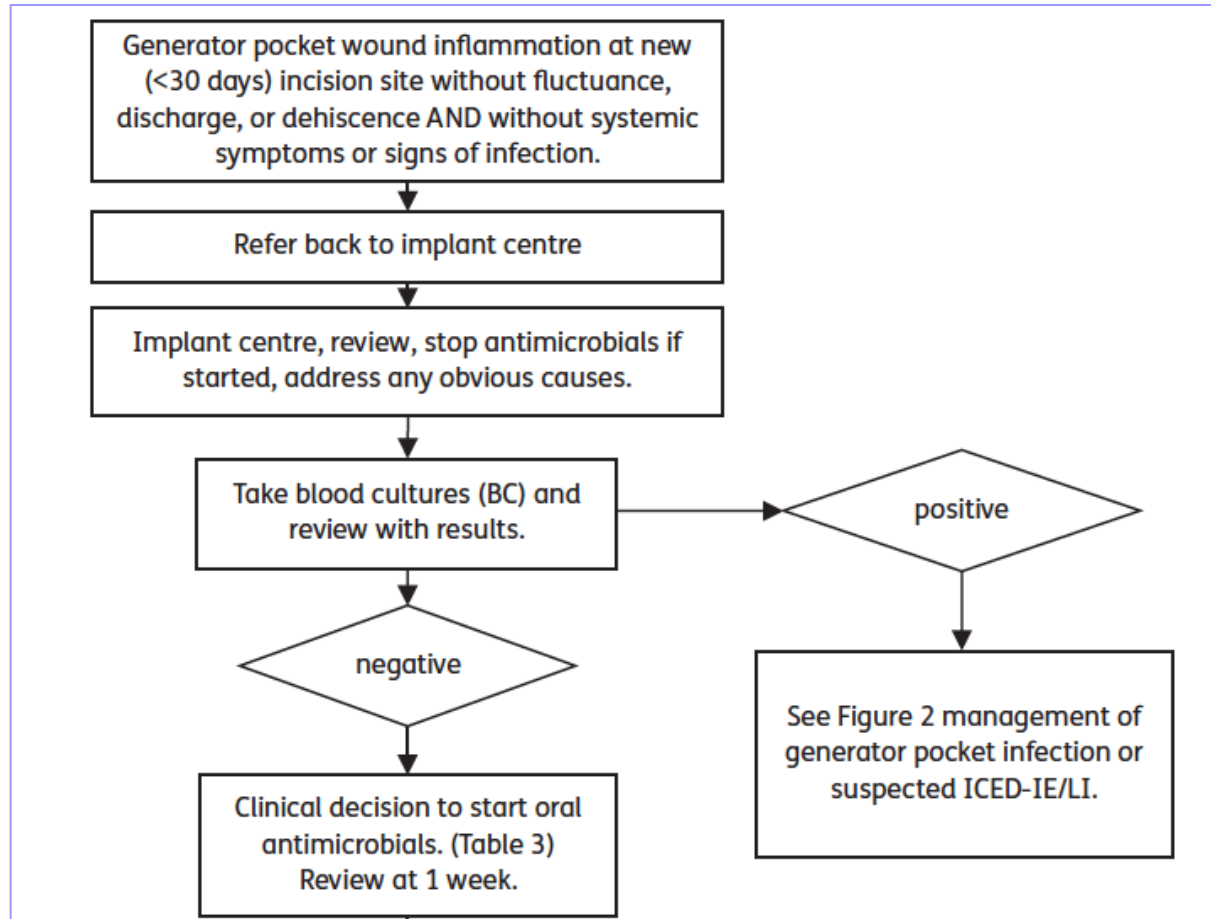 Generator pocket wound inflammation at new
(<30 days) incision site without fluctuance,
discharge, or dehiscence AND without systemic
symptoms or signs of infection.
Refer back to implant centre
Implant centre, review, stop antimicrobials if
started, address any obvious causes.
Take blood cultures (BC) and
review with results.
positive
negative
See Figure 2 management of
generator pocket infection or
suspected ICED-IE/LI.
Clinical decision to start oral
antimicrobials. (Table 3)
Review at 1 week.